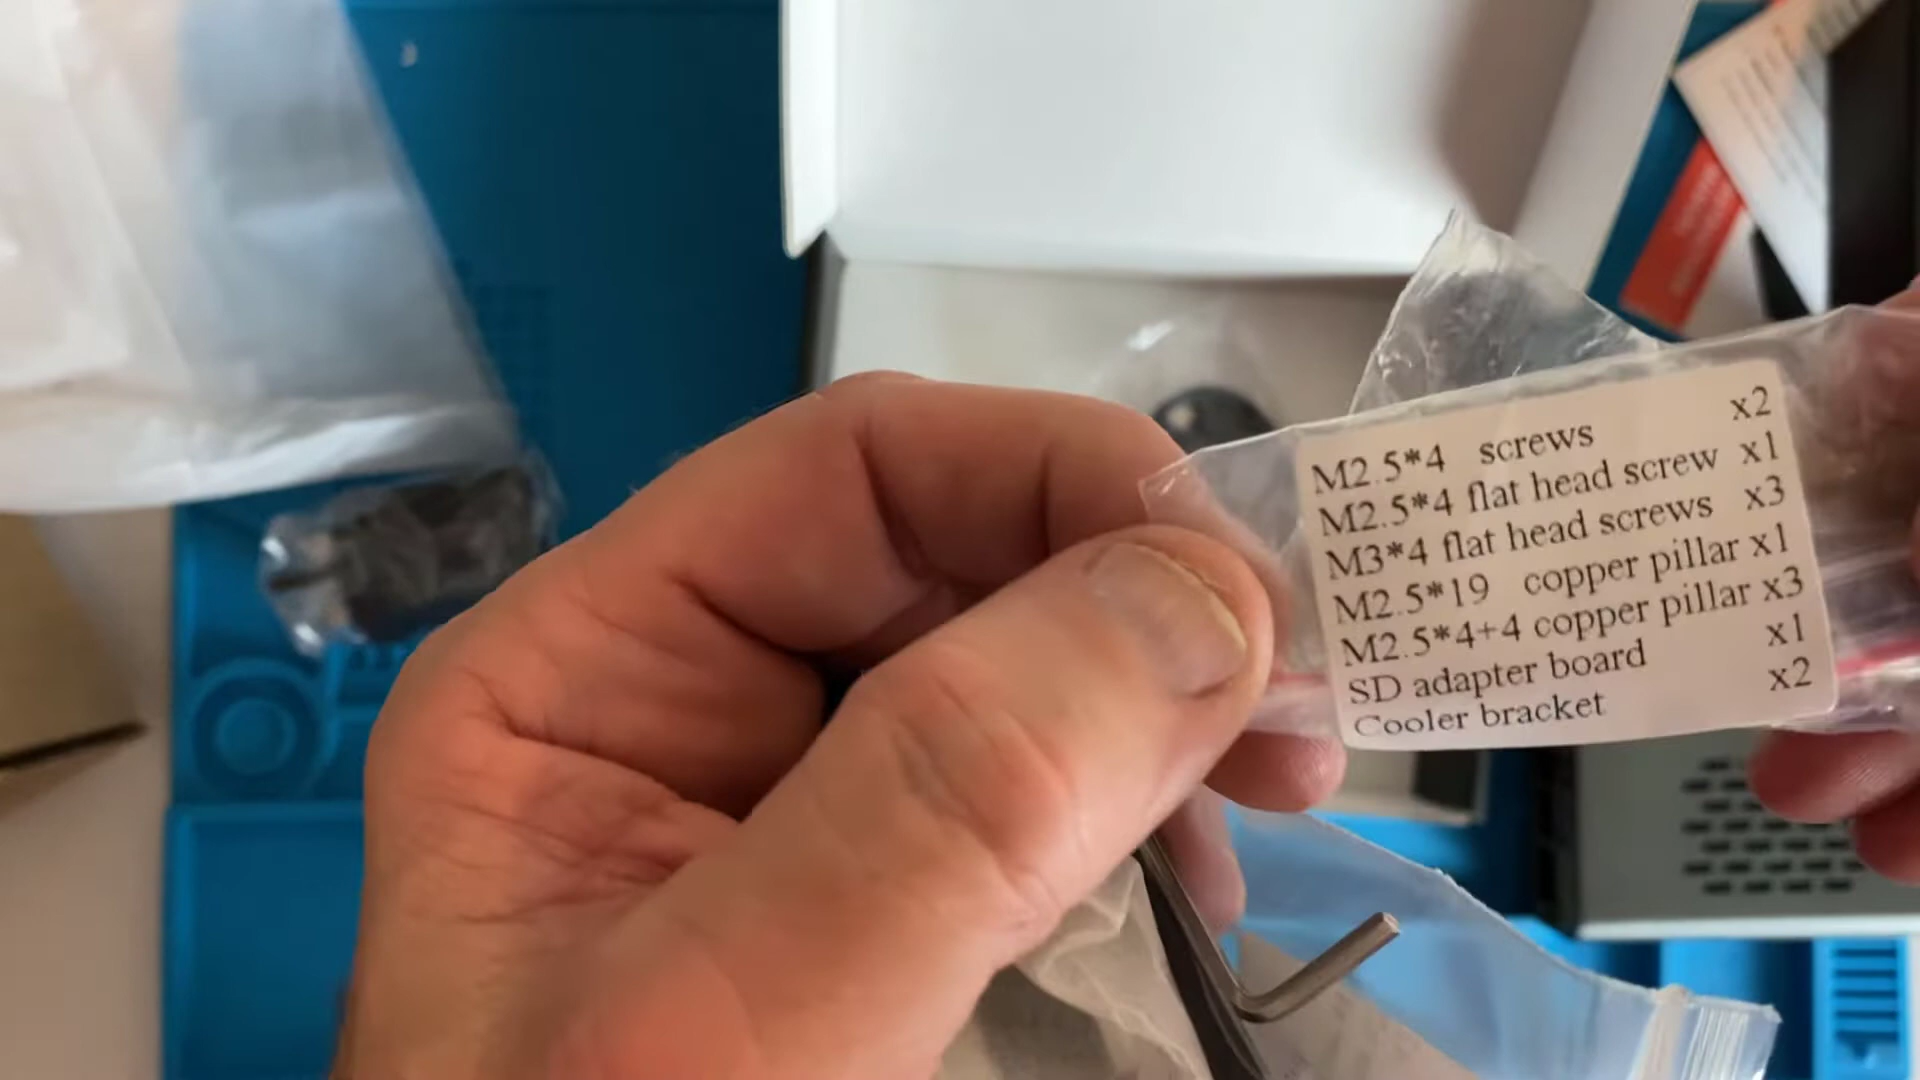 M2.5*4 screws x2
M2.5*4 flat head screw x1
M3*4 flat head screws x3
M2.5*19 copper pillar x1
M2.5*4+4 copper pillar x3
SD adapter board x1
Cooler bracket x2